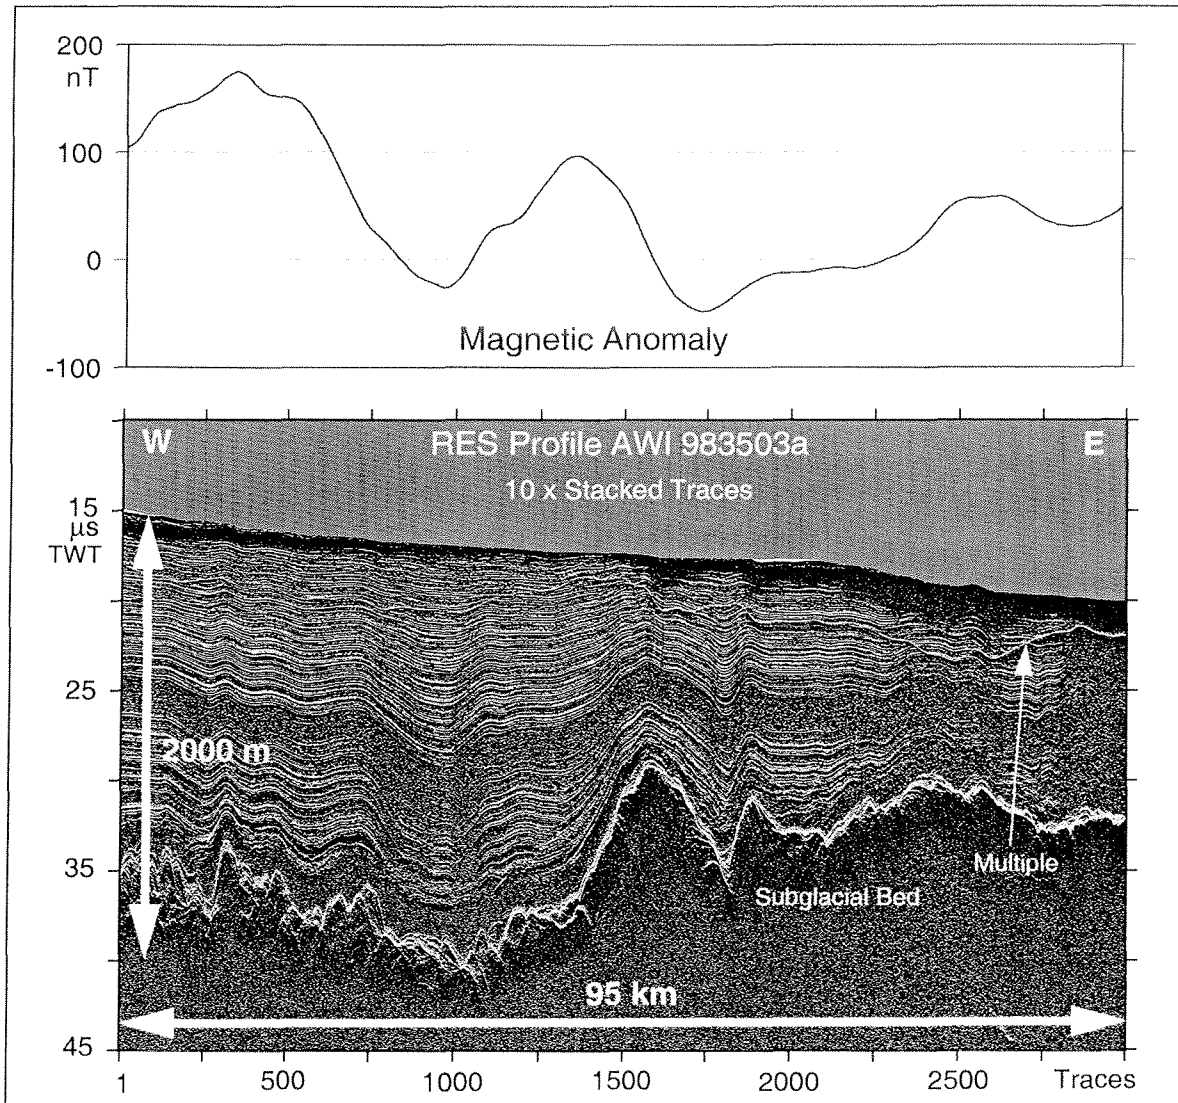 200
nT
100
0
-100
Magnetic Anomaly
W
RES Profile AWI 983503a
E
10 x Stacked Traces
15
µs
TWT
25
2000 m
35
Multiple
Subglacial Bed
95 km
45
1
500
1000
1500
2000
2500
Traces